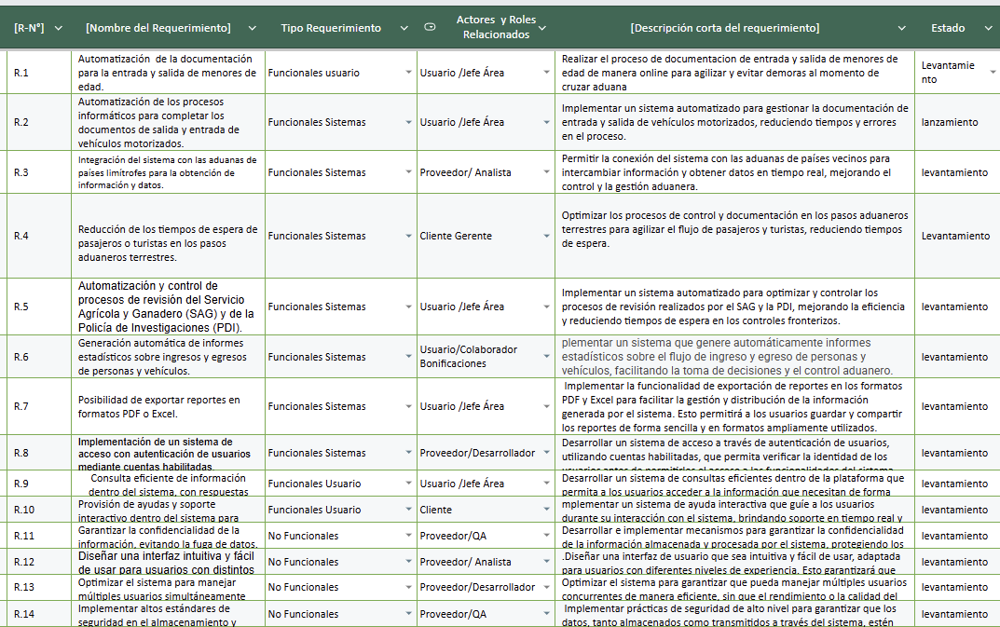 [R-Nº] [Nombre del Requerimiento] Tipo Requerimiento Actores y Roles Relacionados [Descripción corta del requerimiento] Estado
R.1
Automatización de la documentación
para la entrada y salida de menores de
edad.
Funcionales usuario
Usuario /Jefe Área
Realizar el proceso de documentacion de entrada y salida de menores de
edad de manera online para agilizar y evitar demoras al momento de
cruzar aduana
Levantamie
nto
R.2
Automatización de los procesos
informáticos para completar los
documentos de salida y entrada de
vehículos motorizados.
Funcionales Sistemas
Usuario /Jefe Área
Implementar un sistema automatizado para gestionar la documentación de
entrada y salida de vehículos motorizados, reduciendo tiempos y errores
en el proceso.
lanzamiento
R.3
Integración del sistema con las aduanas de
países limítrofes para la obtención de
información y datos.
Funcionales Sistemas
Proveedor/ Analista
Permitir la conexión del sistema con las aduanas de países vecinos para
intercambiar información y obtener datos en tiempo real, mejorando el
control y la gestión aduanera.
levantamiento
R.4
Reducción de los tiempos de espera de
pasajeros o turistas en los pasos
aduaneros terrestres.
Funcionales Sistemas
Cliente Gerente
Optimizar los procesos de control y documentación en los pasos aduaneros
terrestres para agilizar el flujo de pasajeros y turistas, reduciendo tiempos
de espera.
Levantamiento
R.5
Automatización y control de
procesos de revisión del Servicio
Agrícola y Ganadero (SAG) y de la
Policía de Investigaciones (PDI).
Funcionales Sistemas
Usuario /Jefe Área
Implementar un sistema automatizado para optimizar y controlar los
procesos de revisión realizados por el SAG y la PDI, mejorando la eficiencia
y reduciendo tiempos de espera en los controles fronterizos.
levantamiento
R.6
Generación automática de informes
estadísticos sobre ingresos y egresos
de personas y vehículos.
Funcionales Sistemas
Usuario/Colaborador
Bonificaciones
plementar un sistema que genere automáticamente informes
estadísticos sobre el flujo de ingreso y egreso de personas y
vehículos, facilitando la toma de decisiones y el control aduanero.
levantamiento
R.7
Posibilidad de exportar reportes en
formatos PDF o Excel.
Funcionales Sistemas
Usuario /Jefe Área
Implementar la funcionalidad de exportación de reportes en los formatos
PDF y Excel para facilitar la gestión y distribución de la información
generada por el sistema. Esto permitirá a los usuarios guardar y compartir
los reportes de forma sencilla y en formatos ampliamente utilizados.
levantamiento
R.8
Implementación de un sistema de
acceso con autenticación de usuarios
mediante cuentas habilitadas
Funcionales Sistemas
Proveedor/Desarrollador
Desarrollar un sistema de acceso a través de autenticación de usuarios,
utilizando cuentas habilitadas, que permita verificar la identidad de los
levantamiento
R.9
Consulta eficiente de información
dentro del sistema, con respuestas
Funcionales Usuario
Usuario /Jefe Área
Desarrollar un sistema de consultas eficientes dentro de la plataforma que
permita a los usuarios acceder a la información que necesitan de forma
levantamiento
R.10
Provisión de ayudas y soporte
interactivo dentro del sistema para
Funcionales Usuario
Cliente
mplementar un sistema de ayuda interactiva que guíe a los usuarios
durante su interacción con el sistema, brindando soporte en tiempo real y
levantamiento
R.11
Garantizar la confidencialidad de la
información, evitando la fuga de datos.
No Funcionales
Proveedor/QA
Desarrollar e implementar mecanismos para garantizar la confidencialidad
de la información almacenada y procesada por el sistema, protegiendo los
levantamiento
R.12
Diseñar una interfaz intuitiva y fácil
de usar para usuarios con distintos
No Funcionales
Proveedor/ Analista
.Diseñar una interfaz de usuario que sea intuitiva y fácil de usar, adaptada
para usuarios con diferentes niveles de experiencia. Esto garantizará que
levantamiento
R.13
Optimizar el sistema para manejar
múltiples usuarios simultáneamente
No Funcionales
Proveedor/Desarrollador
Optimizar el sistema para garantizar que pueda manejar múltiples usuarios
concurrentes de manera eficiente, sin que el rendimiento o la calidad del
levantamiento
R.14
Implementar altos estándares de
seguridad en el almacenamiento y
No Funcionales
Proveedor/QA
Implementar prácticas de seguridad de alto nivel para garantizar que los
datos, tanto almacenados como transmitidos a través del sistema, estén
levantamiento